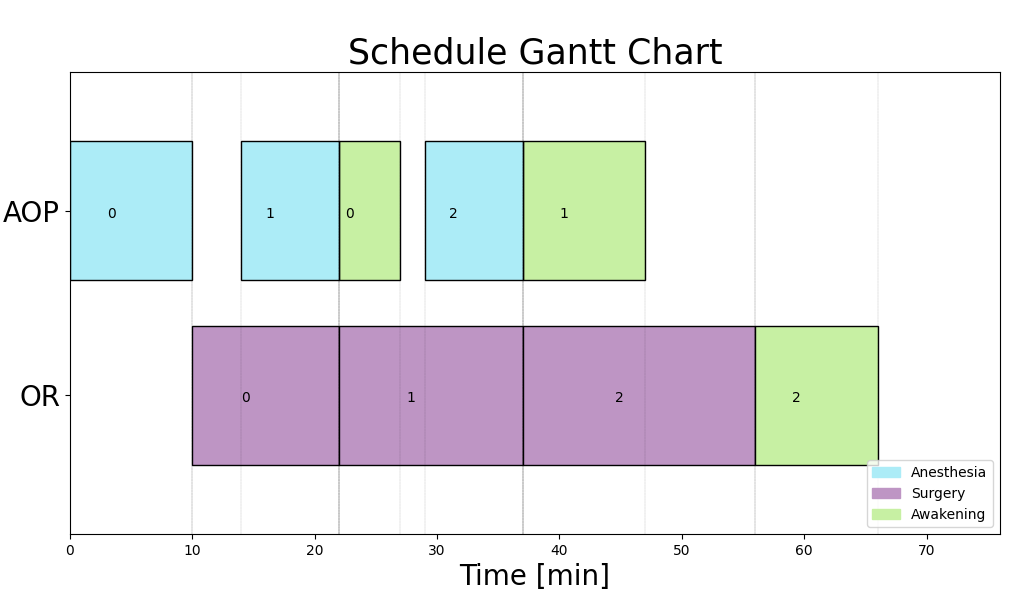 Schedule Gantt Chart
AOP
0
1
0
2
1
OR
0
1
2
2
Anesthesia
Surgery
Awakening
0 10 20 30 40 50 60 70
Time [min]